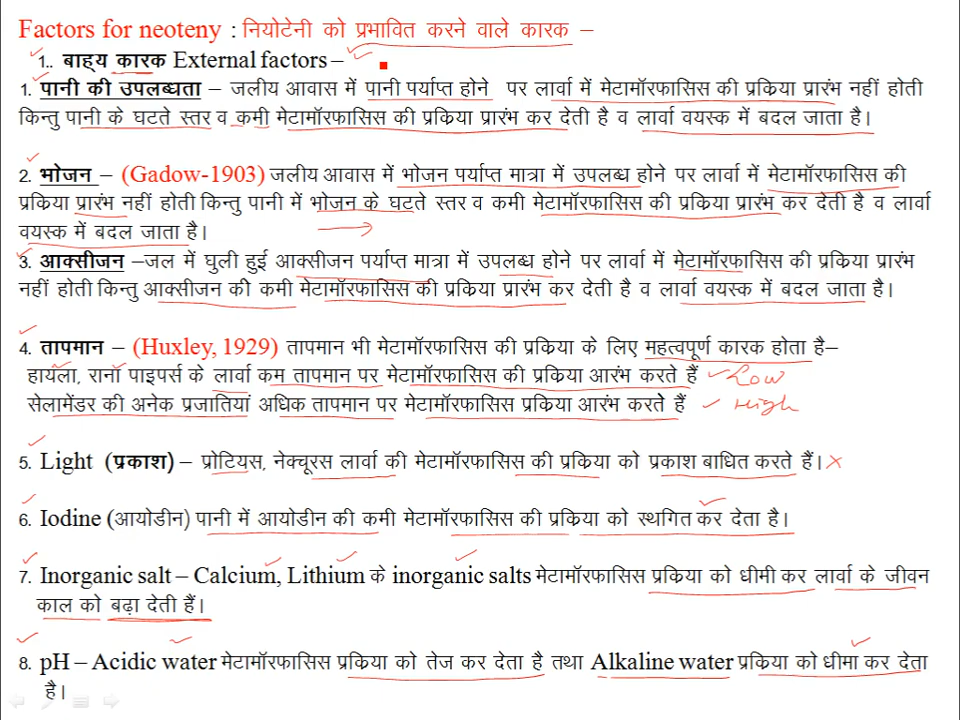 Factors for neoteny : नियोटेनी को प्रभावित करने वाले कारक –
1.. बाह्य कारक External factors –
1. पानी की उपलब्धता – जलीय आवास में पानी पर्याप्त होने पर लार्वा में मेटामॉरफासिस की प्रकिया प्रारंभ नहीं होती
किन्तु पानी के घटते स्तर व कमी मेटामॉरफासिस की प्रकिया प्रारंभ कर देती है व लार्वा वयस्क में बदल जाता है।
2. भोजन – (Gadow-1903) जलीय आवास में भोजन पर्याप्त मात्रा में उपलब्ध होने पर लार्वा में मेटामॉरफासिस की
प्रकिया प्रारंभ नहीं होती किन्तु पानी में भोजन के घटते स्तर व कमी मेटामॉरफासिस की प्रकिया प्रारंभ कर देती है व लार्वा
वयस्क में बदल जाता है।
3. आक्सीजन –जल में घुली हुई आक्सीजन पर्याप्त मात्रा में उपलब्ध होने पर लार्वा में मेटामॉरफासिस की प्रकिया प्रारंभ
नहीं होती किन्तु आक्सीजन की कमी मेटामॉरफासिस की प्रकिया प्रारंभ कर देती है व लार्वा वयस्क में बदल जाता है।
4. तापमान – (Huxley, 1929) तापमान भी मेटामॉरफासिस की प्रकिया के लिए महत्वपूर्ण कारक होता है–
हायला, रानॉ पाइपर्स के लार्वा कम तापमान पर मेटामॉरफासिस की प्रकिया आरंभ करते हैं Low
सेलामेंडर की अनेक प्रजातियां अधिक तापमान पर मेटामॉरफासिस प्रकिया आरंभ करते हैं High
5. Light (प्रकाश) – प्रोटियस, नेक्चूरस लार्वा की मेटामॉरफासिस की प्रकिया को प्रकाश बाधित करते हैं।
6. Iodine (आयोडीन) पानी में आयोडीन की कमी मेटामॉरफासिस की प्रकिया को स्थगित कर देता है।
7. Inorganic salt – Calcium, Lithium के inorganic salts मेटामॉरफासिस प्रकिया को धीमी कर लार्वा के जीवन
काल को बढ़ा देती हैं।
8. pH – Acidic water मेटामॉरफासिस प्रकिया को तेज कर देता है तथा Alkaline water प्रकिया को धीमा कर देता
है।